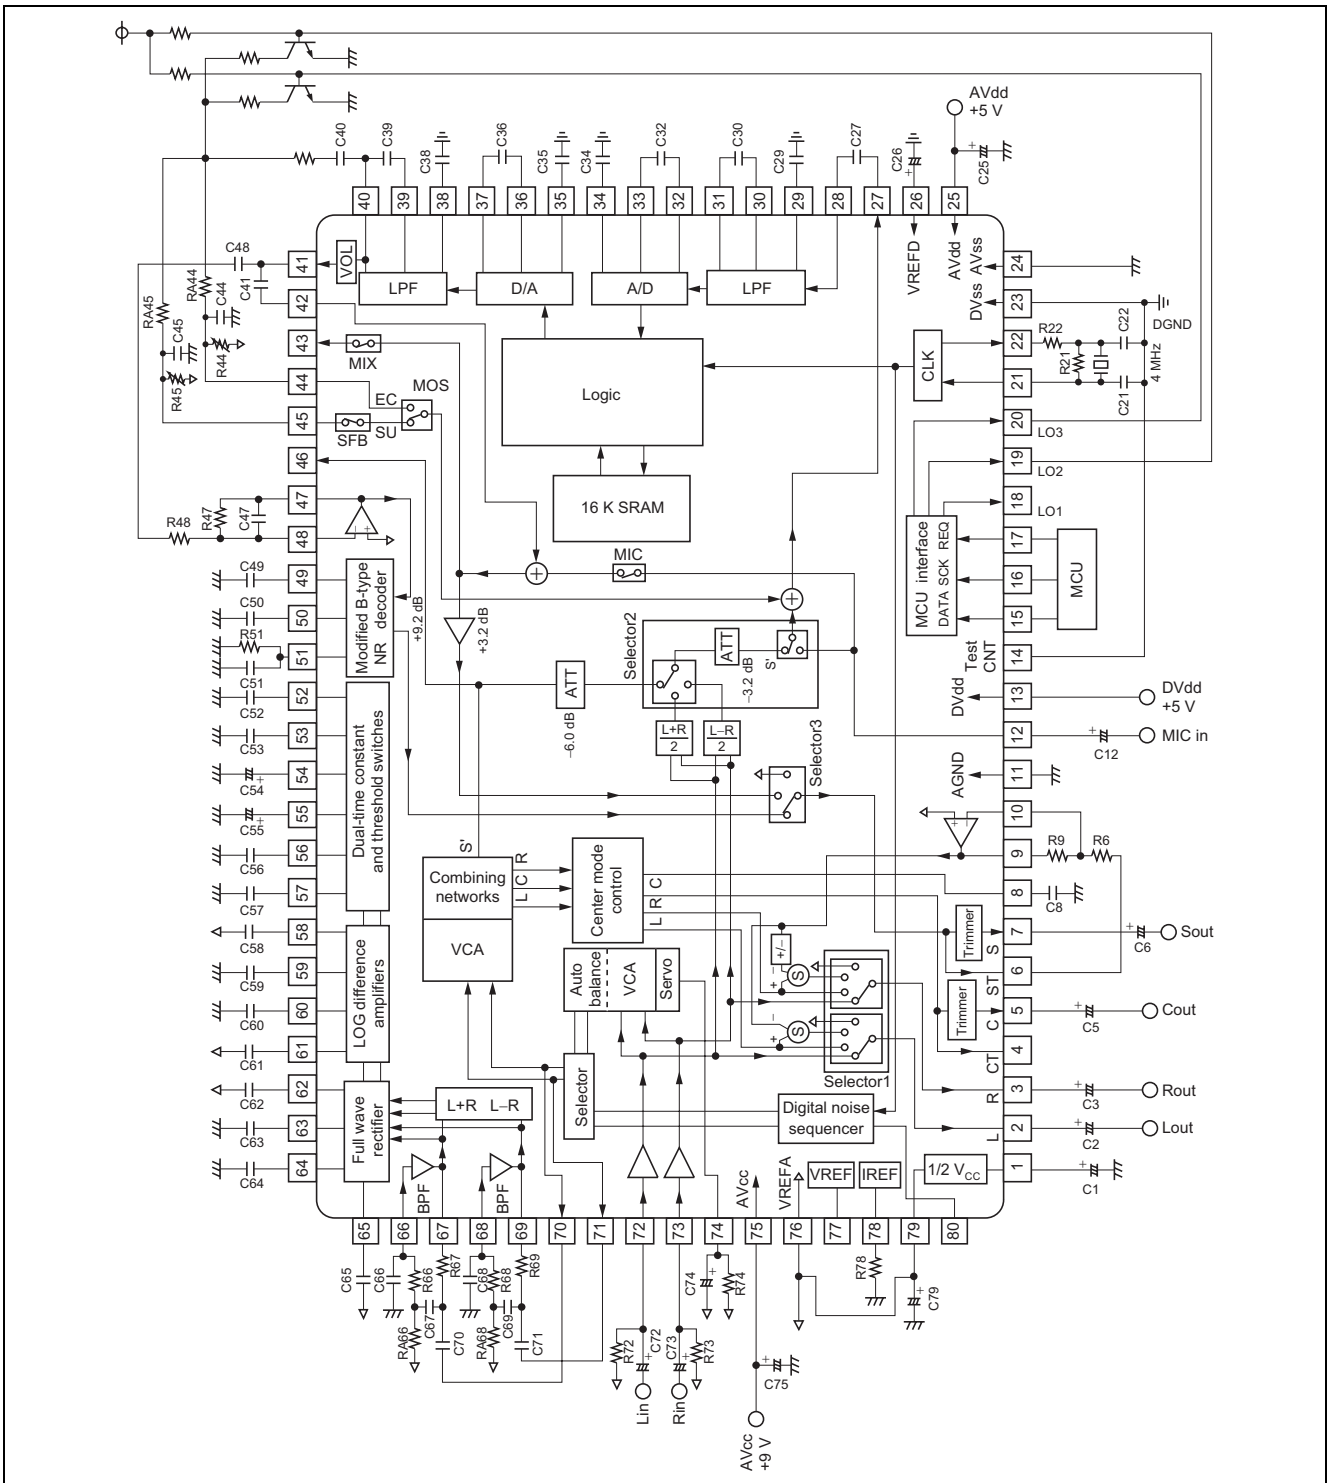 AVdd
+5 V
C40
C39
C38
C36
C35
C34
C32
C30
C29
C27
C26
+
C25
+
40
39
38
37
36
35
34
33
32
31
30
29
28
27
26
25
C48
C41
RA44
C44
R44
RA45
C45
R45
41
42
43
44
45
46
47
48
49
50
51
52
53
54
55
56
57
58
59
60
61
62
63
64
VOL
LPF
D/A
A/D
LPF
VREFD
AVdd
AVss
DVss
24
23
22
21
20
19
18
17
16
15
14
13
12
11
10
9
8
7
6
5
4
3
2
1
DGND
R22
C22
R21
C21
4 MHz
MIX
MOS
EC
SU
SFB
Logic
CLK
16 K SRAM
LO3
LO2
LO1
MCU interface
DATA SCK REQ
MCU
Test
CNT
DVdd
DVdd
+5 V
MIC in
C12
+
AGND
R48
R47
C47
- +
C49
C50
R51
C51
C52
C53
C54
+
C55
+
C56
C57
C58
C59
C60
C61
C62
C63
C64
Modified B-type
NR decoder
+9.2 dB
+
MIC
+
+3.2 dB
Selector2
ATT
–3.2 dB
S'
ATT
–6.0 dB
L+R
2
L–R
2
Selector3
Dual-time constant
and threshold switches
LOG difference
amplifiers
Full wave
rectifier
S'
Combining
networks
VCA
L C R
Center mode
control
L R C
Auto
balance
VCA
Servo
+/–
S
S
+ –
+ –
+ –
Selector1
Selector
Digital noise
sequencer
L+R L–R
BPF
BPF
R9
R6
C8
Trimmer
S
ST
Trimmer
C
CT
R
L
C6
+
Sout
C5
+
Cout
C3
+
Rout
C2
+
Lout
C1
+
1/2 VCC
AVcc
VREFA
VREF
IREF
65
66
67
68
69
70
71
72
73
74
75
76
77
78
79
80
C65
C66
R66
RA66
C67
R67
C70
C68
R68
RA68
C69
R69
C71
R72
C72
+
Lin
C73
+
R73
Rin
C74
+
R74
C75
+
AVcc
+9 V
R78
C79
+